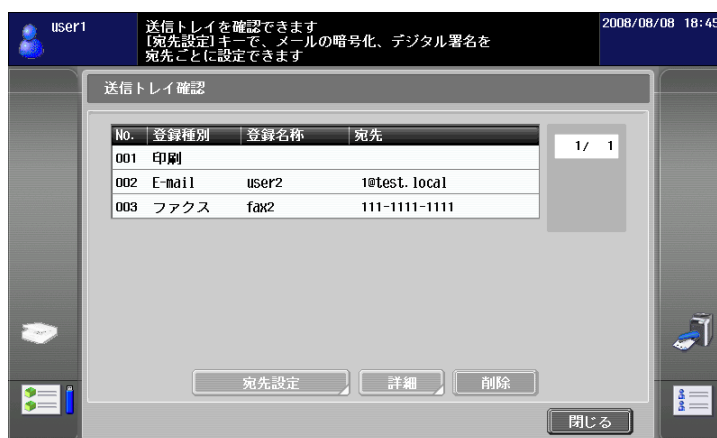 user1
送信トレイを確認できます
[宛先設定]キーで、メールの暗号化、デジタル署名を
宛先ごとに設定できます
2008/08/08 18:45
送信トレイ確認
No. 登録種別 登録名称 宛先
001 印刷
002 E-mail user2 1@test.local
003 ファクス fax2 111-1111-1111
1/ 1
宛先設定 詳細 削除
閉じる